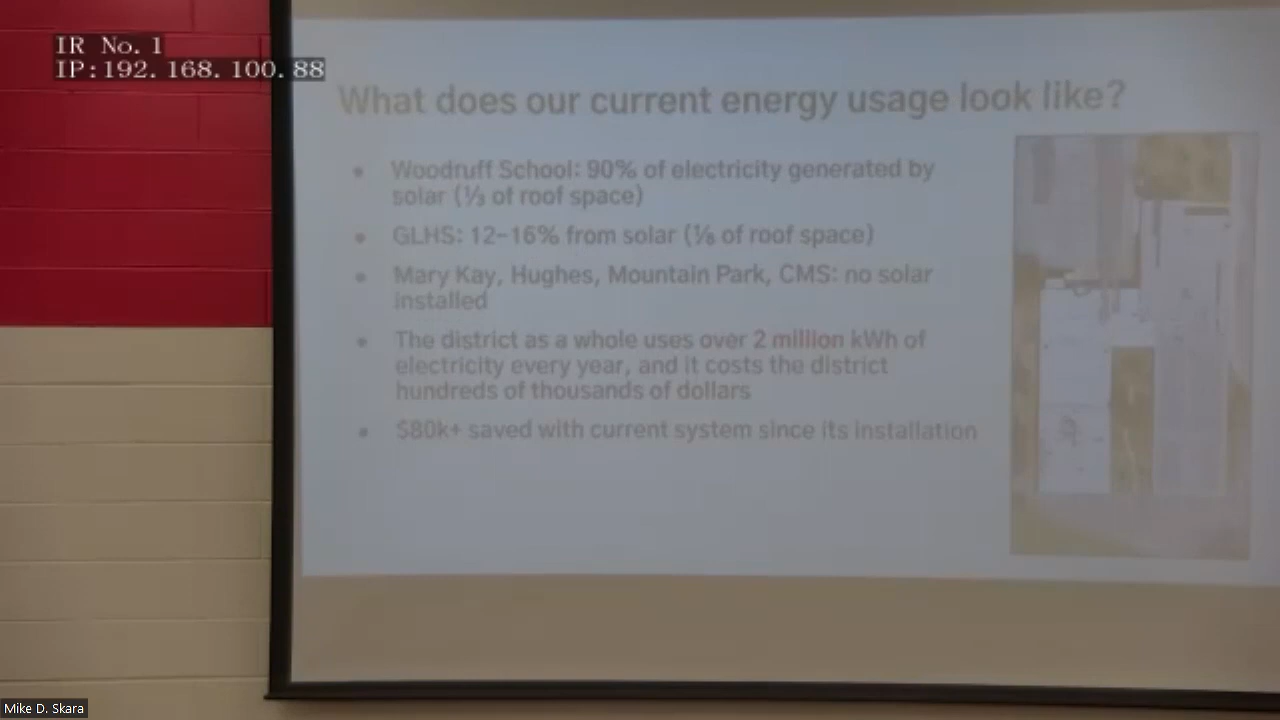 IR No.1
IP:192.168.100.88
What does our current energy usage look like?
• Woodruff School: 90% of electricity generated by
solar (⅓ of roof space)
• GLHS: 12-16% from solar (⅛ of roof space)
• Mary Kay, Hughes, Mountain Park, CMS: no solar
installed
• The district as a whole uses over 2 million kWh of
electricity every year, and it costs the district
hundreds of thousands of dollars
• $80k+ saved with current system since its installation
Mike D. Skara